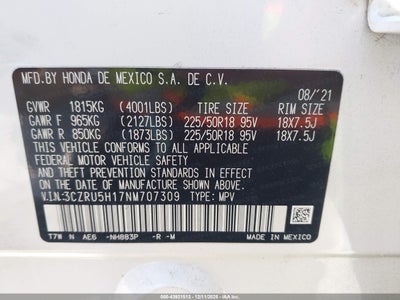 MFD.BY HONDA DE MEXICO S.A. DE C.V.
08/'21
GVWR 1815KG (4001LBS) TIRE SIZE RIM SIZE
GAWR F 965KG (2127LBS) 225/50R18 95V 18X7.5J
GAWR R 850KG (1873LBS) 225/50R18 95V 18X7.5J
THIS VEHICLE CONFORMS TO ALL APPLICABLE
FEDERAL MOTOR VEHICLE SAFETY AND
THEFT PREVENTION STANDARDS IN EFFECT ON
THE DATE OF MANUFACTURE SHOWN ABOVE.
V.I.N:3CZRU5H17NM707309 TYPE: MPV
T7W N AE6 -NH883P -R -M MADE IN MEXICO